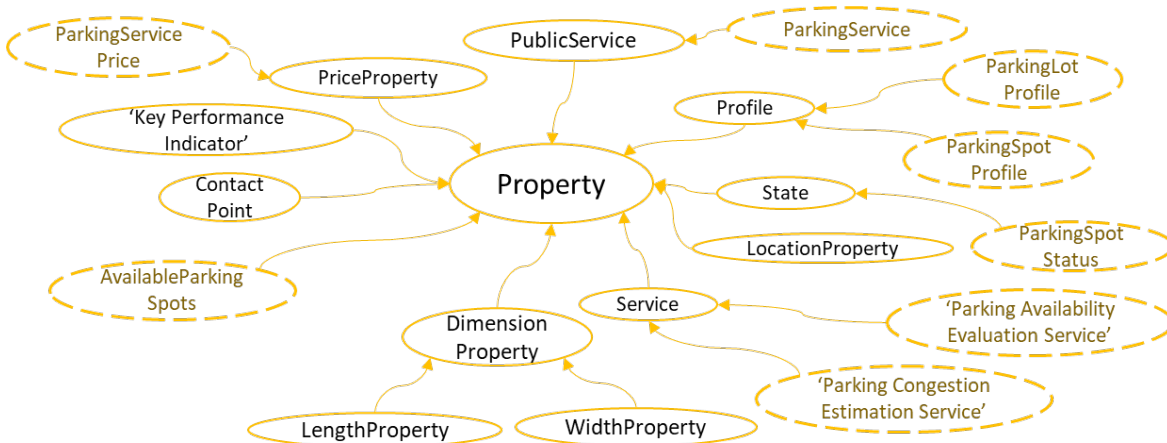 ParkingService
Price
PublicService
ParkingService
PriceProperty
ParkingLot
Profile
Profile
‘Key Performance
Indicator’
ParkingSpot
Profile
Property
Contact
Point
State
ParkingSpot
Status
LocationProperty
AvailableParking
Spots
Service
Dimension
Property
‘Parking Availability
Evaluation Service’
‘Parking Congestion
Estimation Service’
LengthProperty
WidthProperty